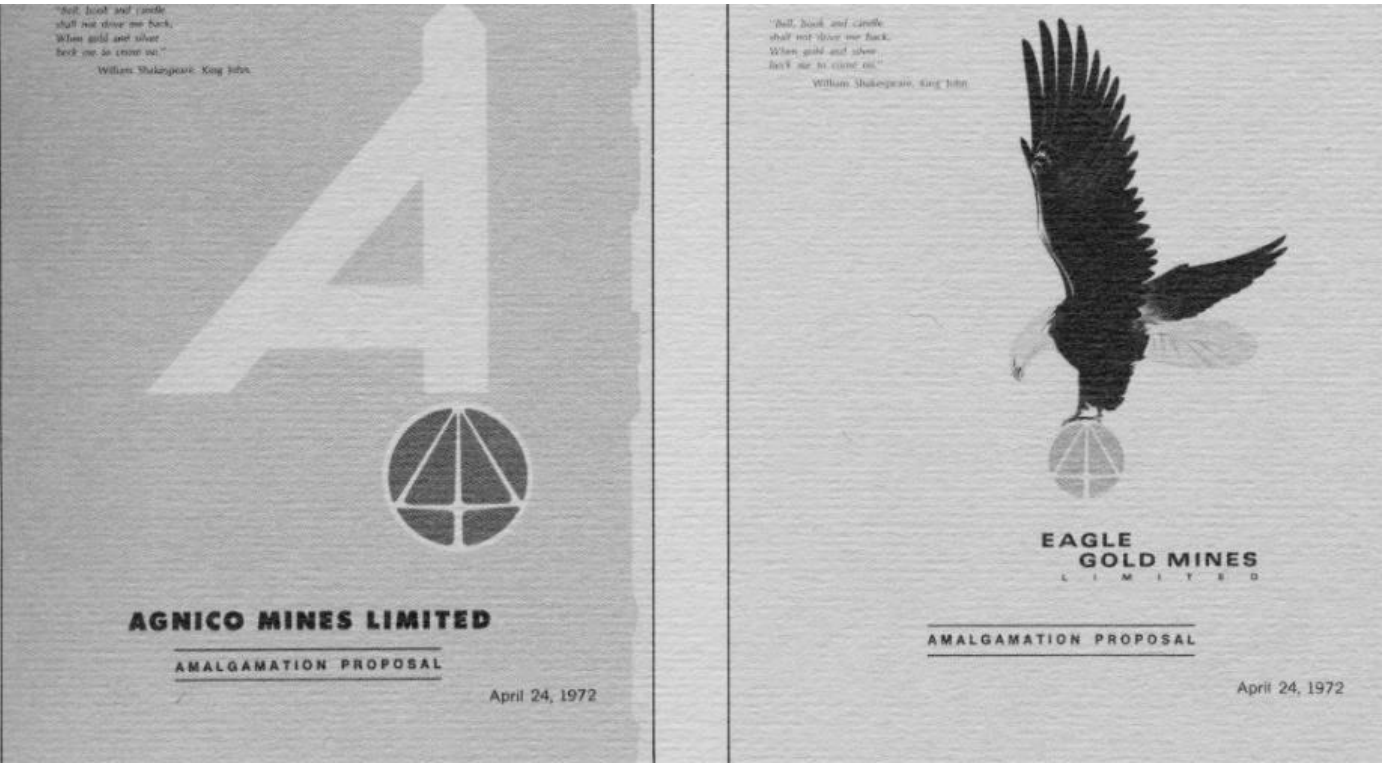 "Bell, book and candle
shall not drive me back,
When gold and silver
beck me to come on."
William Shakespeare, King John.
AGNICO MINES LIMITED
AMALGAMATION PROPOSAL
April 24, 1972
"Bell, book and candle
shall not drive me back,
When gold and silver
beck me to come on."
William Shakespeare, King John.
EAGLE
GOLD MINES
LIMITED
AMALGAMATION PROPOSAL
April 24, 1972